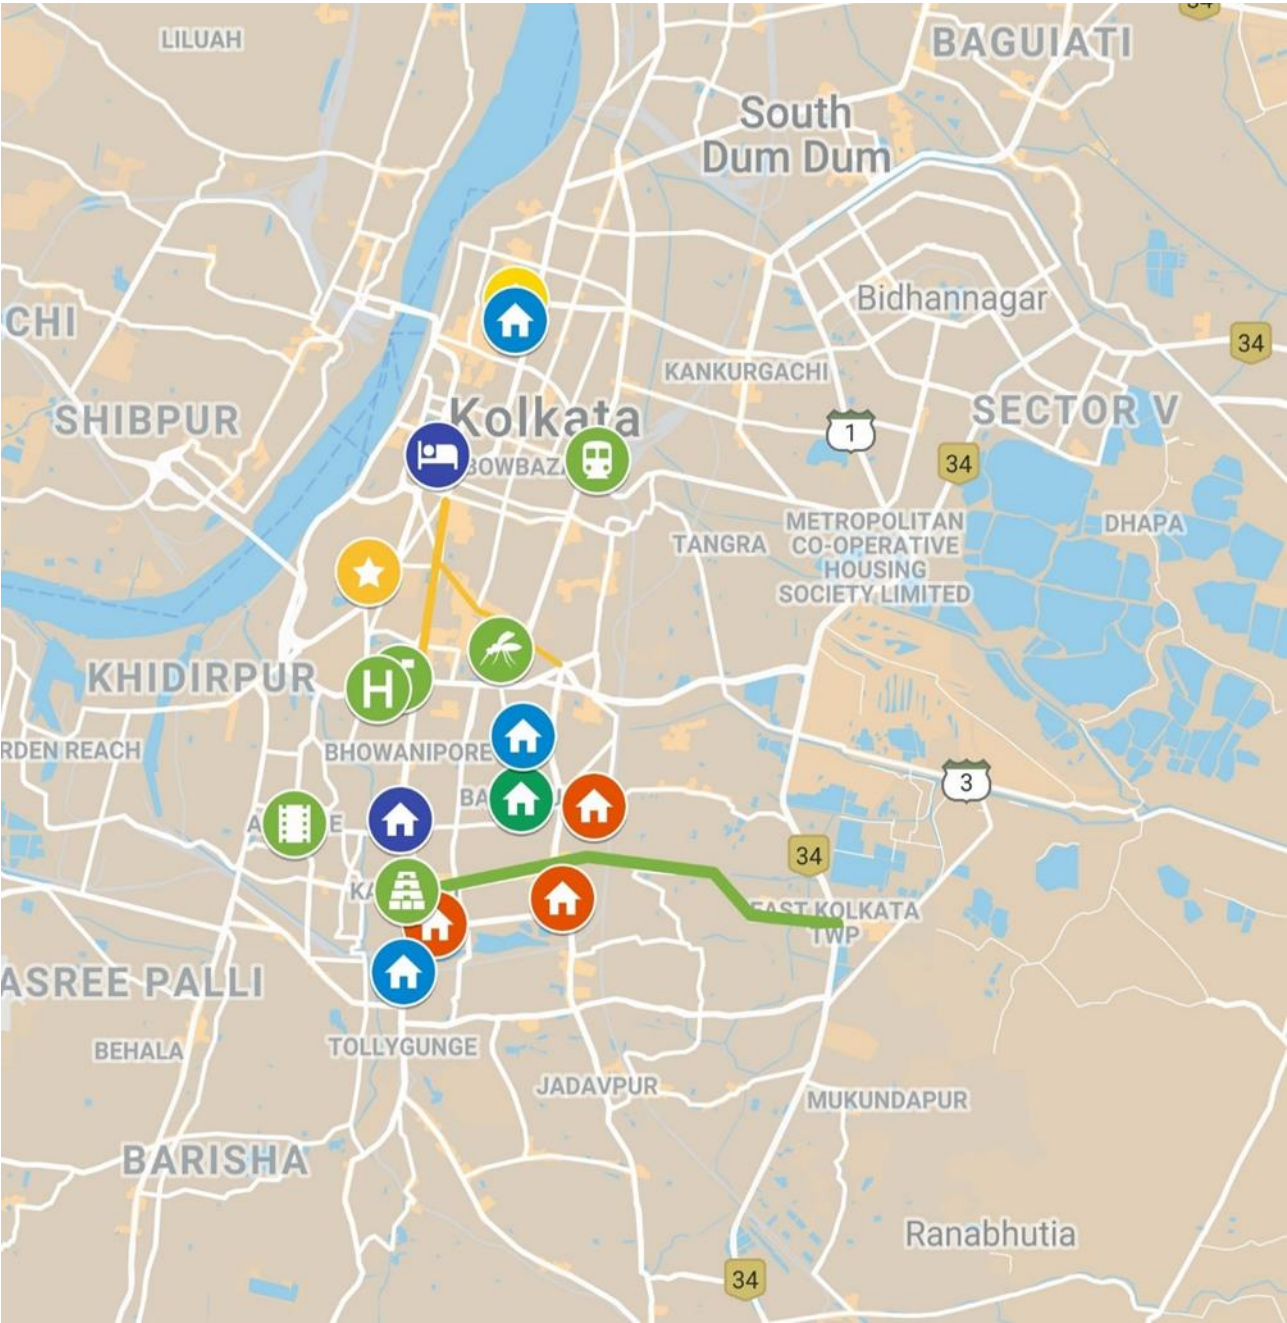 34
LILUAH
BAGUIATI
South
Dum Dum
Bidhannagar
CHI
34
KANKURGACHI
SHIBPUR
Kolkata
SECTOR V
1
34
METROPOLITAN
CO-OPERATIVE
HOUSING
SOCIETY LIMITED
DHAPA
TANGRA
KHIDIRPUR
H
RDEN REACH
BHOWANIPORE
3
34
EAST KOLKATA
TWP
ASREE PALLI
BEHALA
TOLLYGUNGE
JADAVPUR
MUKUNDAPUR
BARISHA
Ranabhutia
34